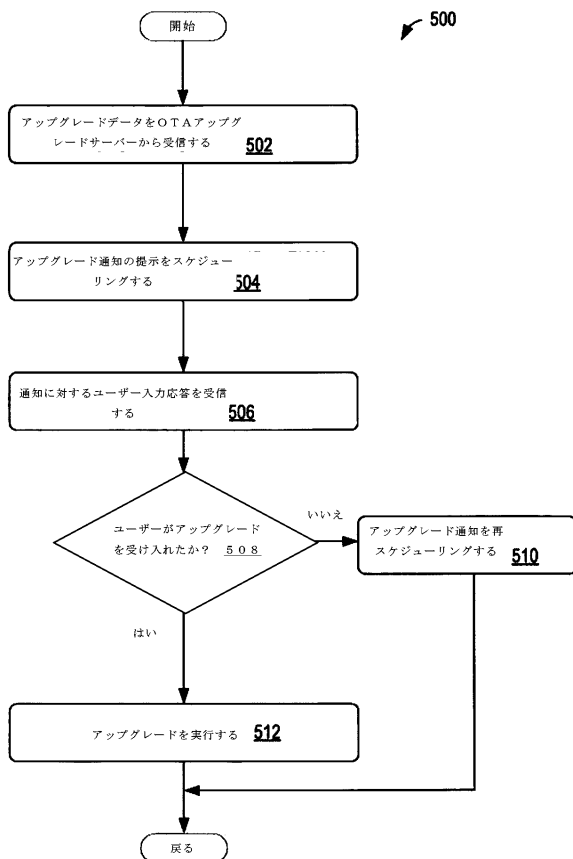 開始
500
アップグレードデータをOTAアップグ
レードサーバーから受信する 502
アップグレード通知の提示をスケジュー
リングする 504
通知に対するユーザー入力応答を受信
する 506
ユーザーがアップグレード
を受け入れたか? 508
いいえ
アップグレード通知を再
スケジューリングする 510
はい
アップグレードを実行する 512
戻る